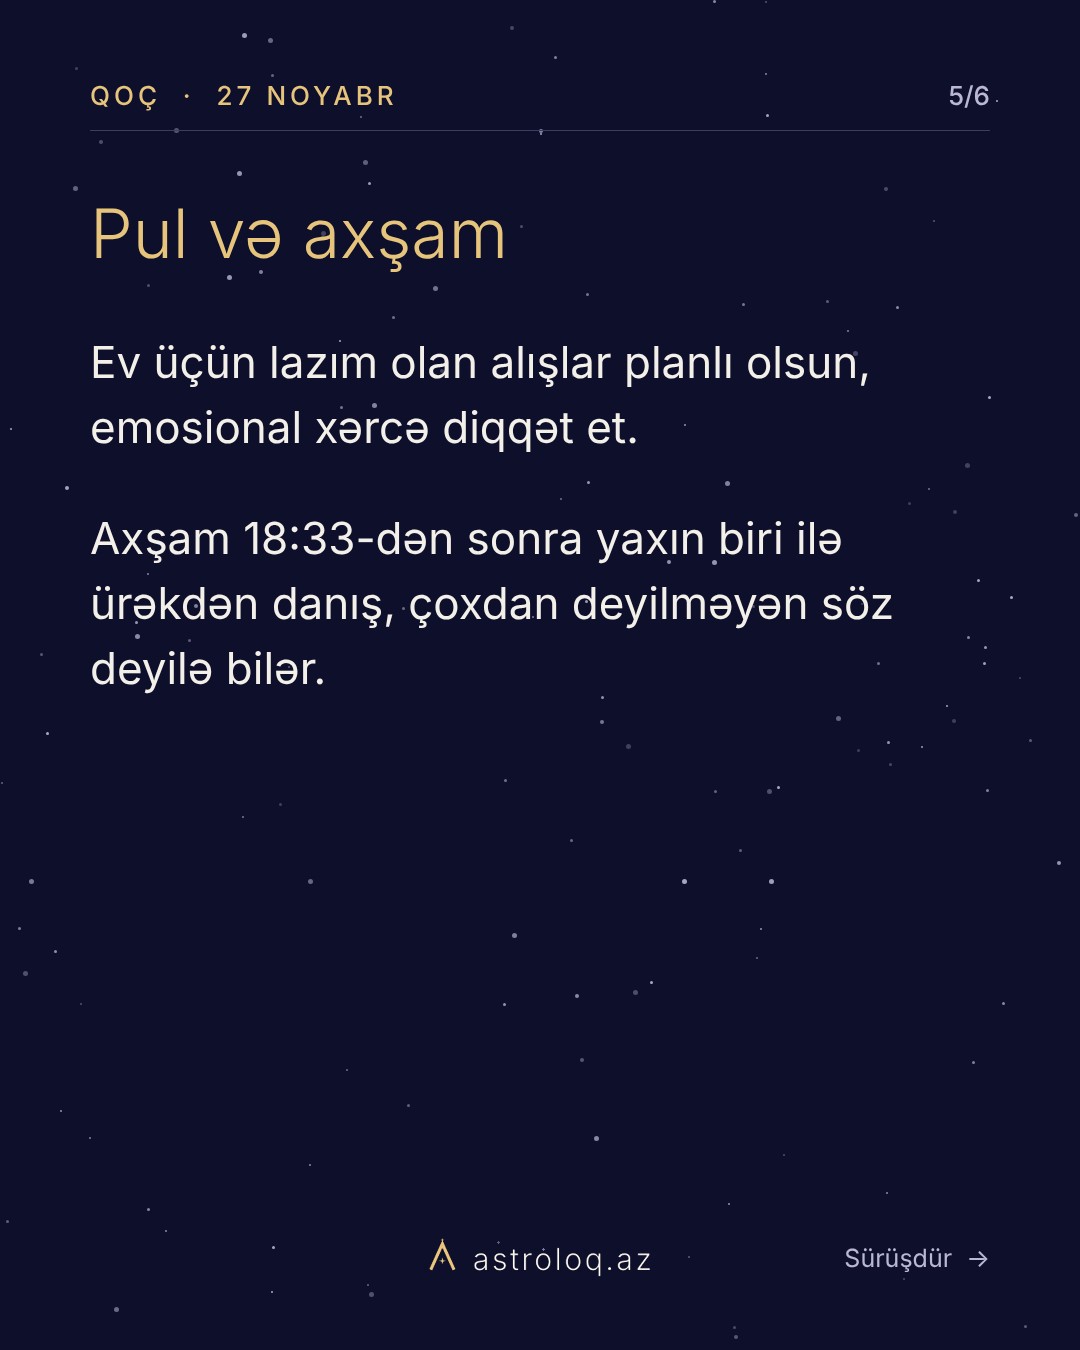 QOÇ · 27 NOYABR
5/6
Pul və axşam
Ev üçün lazım olan alışlar planlı olsun,
emosional xərcə diqqət et.
Axşam 18:33-dən sonra yaxın biri ilə
ürəkdən danış, çoxdan deyilməyən söz
deyilə bilər.
astroloq.az
Sürüşdür →